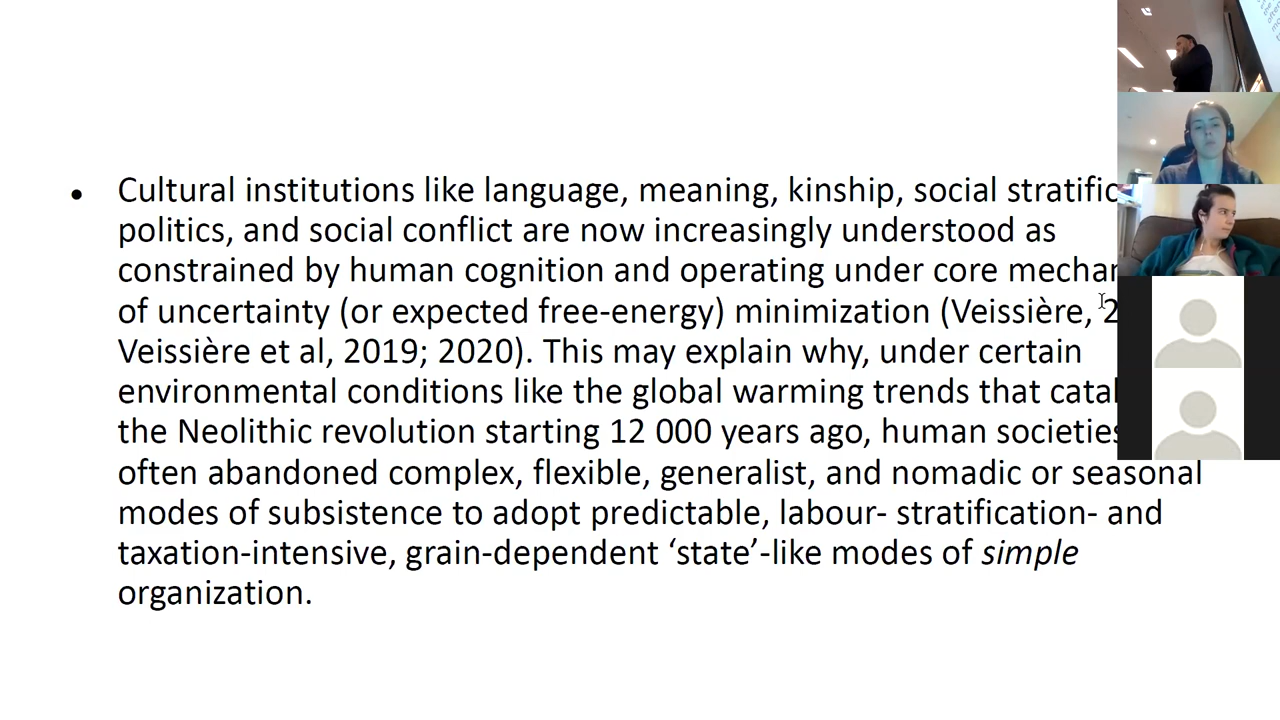 • Cultural institutions like language, meaning, kinship, social
politics, and social conflict are now increasingly understood as
constrained by human cognition and operating under core
of uncertainty (or expected free-energy) minimization (Veissière,
Veissière et al, 2019; 2020). This may explain why, under certain
environmental conditions like the global warming trends that
the Neolithic revolution starting 12 000 years ago, human societies
often abandoned complex, flexible, generalist, and nomadic or seasonal
modes of subsistence to adopt predictable, labour- stratification- and
taxation-intensive, grain-dependent ‘state’-like modes of simple
organization.